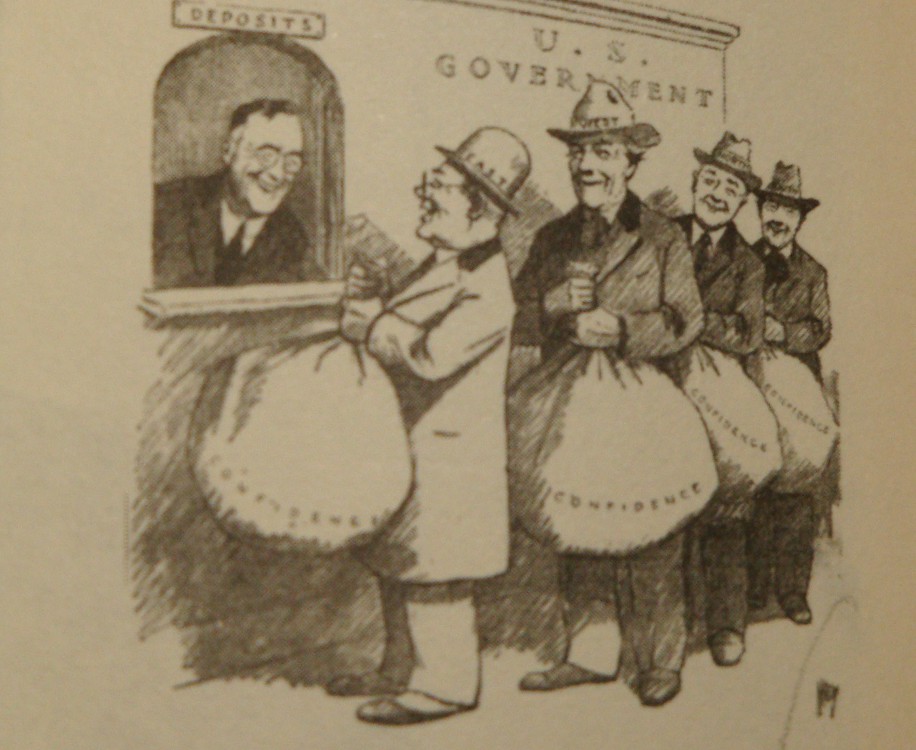 DEPOSITS
U. S.
GOVERNMENT
EAST
WEST
CONFIDENCE
CONFIDENCE
CONFIDENCE
CONFIDENCE